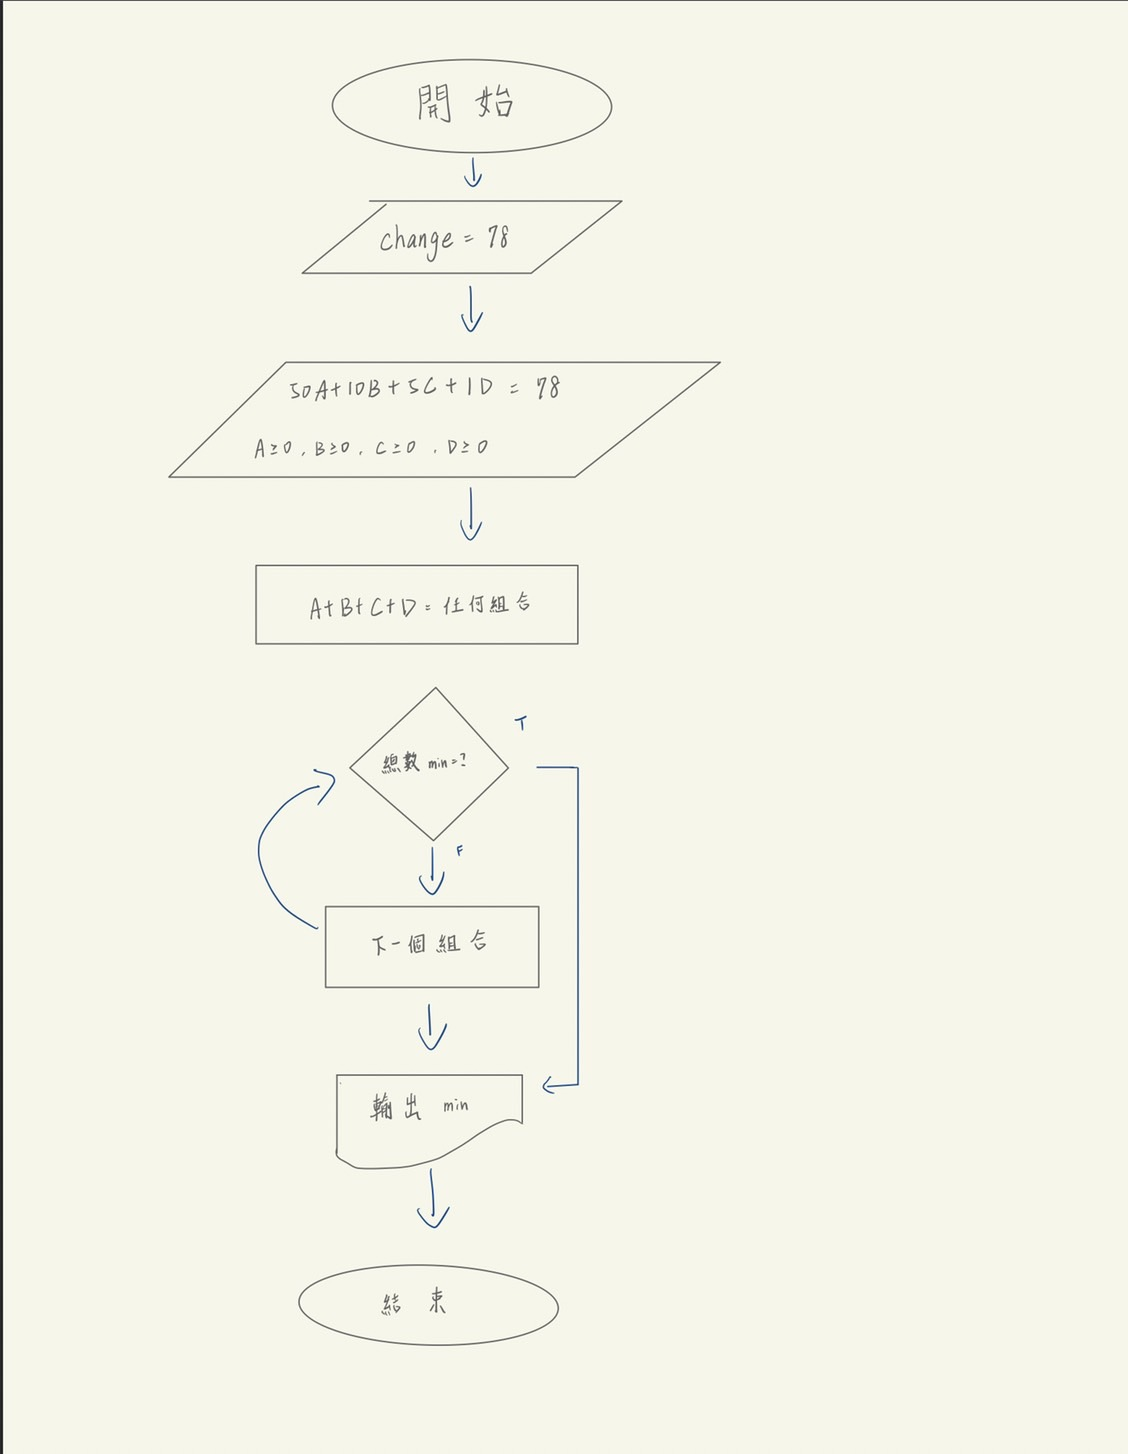 開始
change = 78
50A+10B+5C+1D = 78
A≥0, B≥0, C≥0, D≥0
A+B+C+D = 任何組合
T
總數 min=?
F
下一個組合
輸出 min
結束